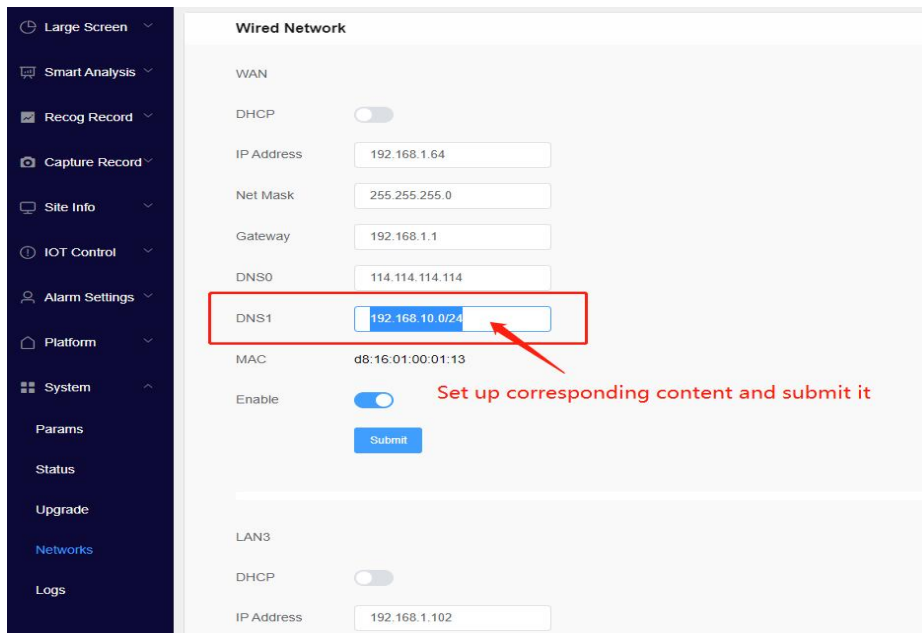 Large Screen
Smart Analysis
Recog Record
Capture Record
Site Info
IOT Control
Alarm Settings
Platform
System
Params
Status
Upgrade
Networks
Logs
Wired Network
WAN
DHCP
IP Address 192.168.1.64
Net Mask 255.255.255.0
Gateway 192.168.1.1
DNS0 114.114.114.114
DNS1 192.168.10.0/24
MAC d8:16:01:00:01:13
Set up corresponding content and submit it
Enable
Submit
LAN3
DHCP
IP Address 192.168.1.102